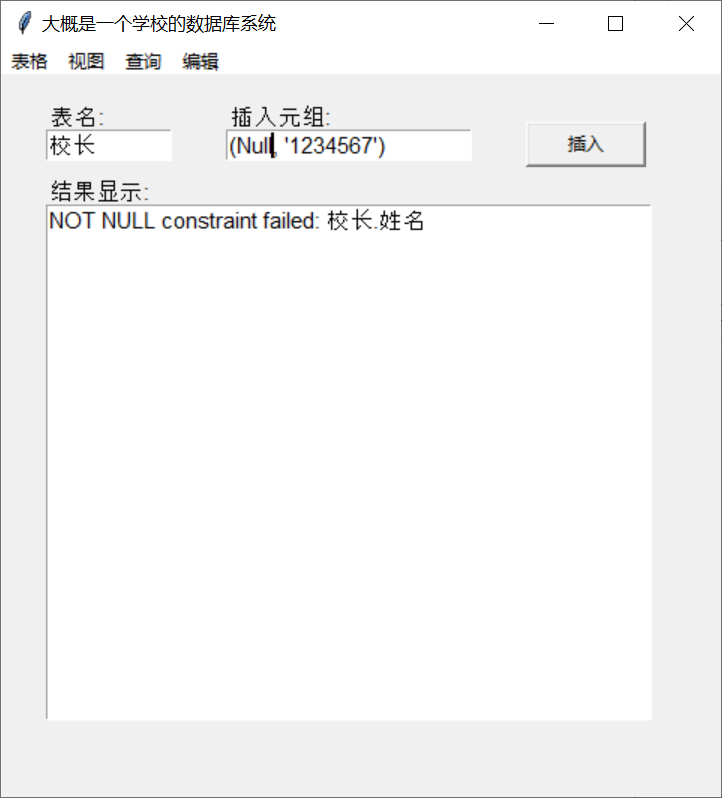 大概是一个学校的数据库系统
表格 视图 查询 编辑
表名: 插入元组:
校长 (Null, '1234567') 插入
结果显示:
NOT NULL constraint failed: 校长.姓名